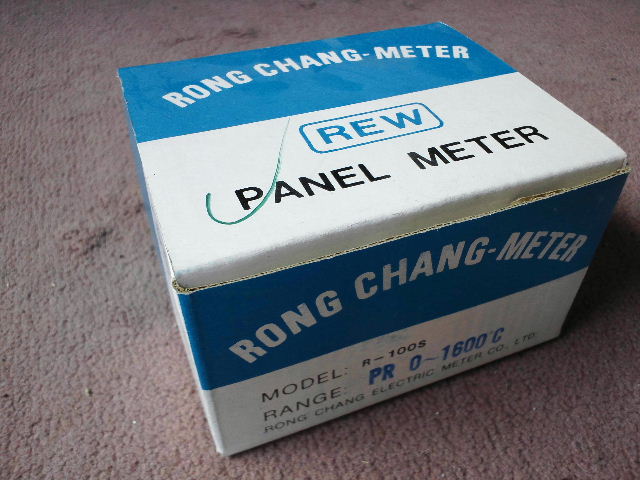 RONG CHANG-METER
REW
PANEL METER
RONG CHANG-METER
MODEL: R-100S
RANGE: PR 0~1600°C
RONG CHANG ELECTRIC METER CO., LTD.